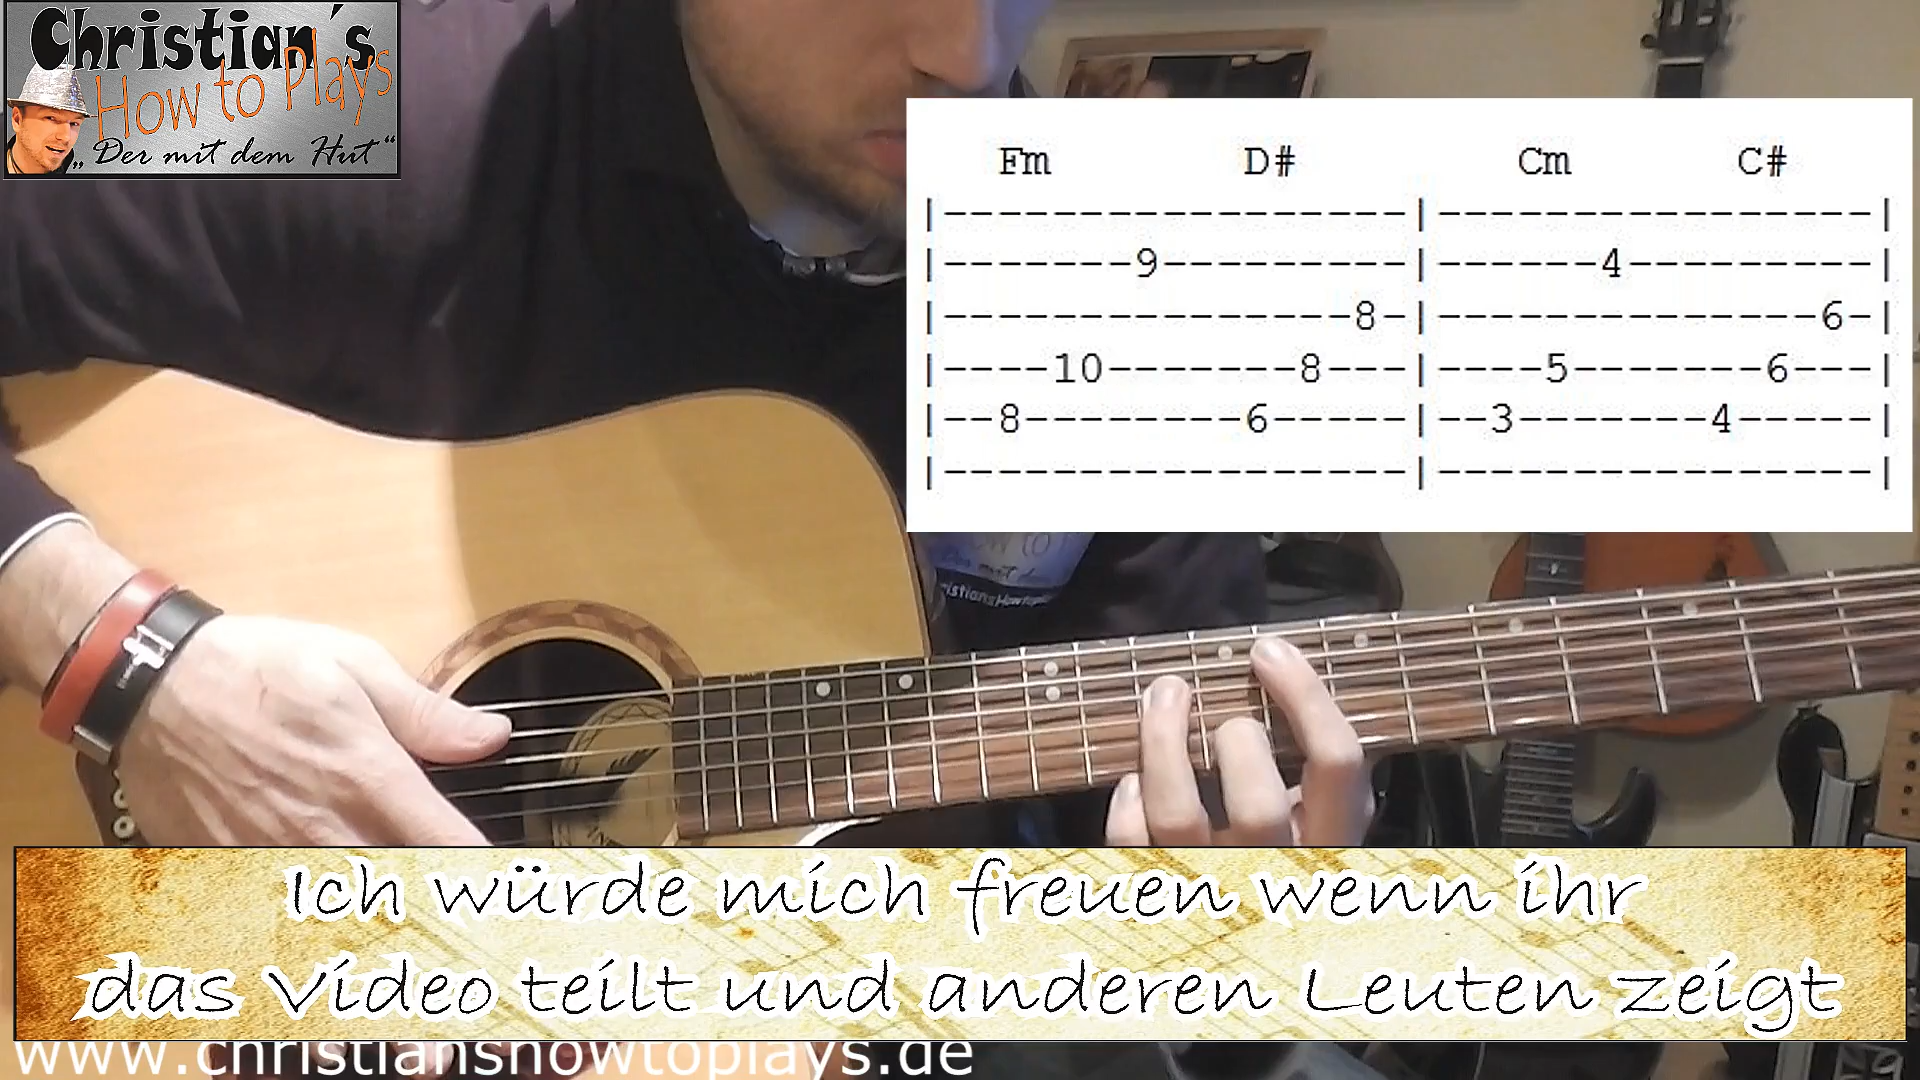 Christian´s
How to Plays
„Der mit dem Hut“
Fm D# Cm C#
|-----------------|----------------|
|-------9---------|------4---------|
|---------------8-|--------------6-|
|----10-------8---|----5-------6---|
|--8--------6-----|--3-------4-----|
|-----------------|----------------|
Ich würde mich freuen wenn ihr
das Video teilt und anderen Leuten zeigt
www.christianshowtoplays.de